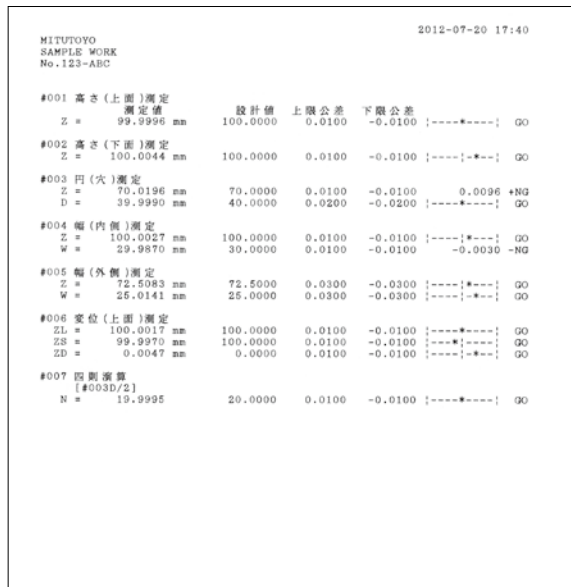 2012-07-20 17:40
MITUTOYO
SAMPLE WORK
No.123-ABC
#001 高さ(上面)測定
測定値 設計値 上限公差 下限公差
Z = 99.9996 mm 100.0000 0.0100 -0.0100 ¦----*----¦ GO
#002 高さ(下面)測定
Z = 100.0044 mm 100.0000 0.0100 -0.0100 ¦----¦-*--¦ GO
#003 円(穴)測定
Z = 70.0196 mm 70.0000 0.0100 -0.0100 0.0096 +NG
D = 39.9990 mm 40.0000 0.0200 -0.0200 ¦----*----¦ GO
#004 幅(内側)測定
Z = 100.0027 mm 100.0000 0.0100 -0.0100 ¦----¦*---¦ GO
W = 29.9870 mm 30.0000 0.0100 -0.0100 -0.0030 -NG
#005 幅(外側)測定
Z = 72.5083 mm 72.5000 0.0300 -0.0300 ¦----¦*---¦ GO
W = 25.0141 mm 25.0000 0.0300 -0.0300 ¦----¦-*--¦ GO
#006 変位(上面)測定
ZL = 100.0017 mm 100.0000 0.0100 -0.0100 ¦----*----¦ GO
ZS = 99.9970 mm 100.0000 0.0100 -0.0100 ¦---*¦----¦ GO
ZD = 0.0047 mm 0.0000 0.0100 -0.0100 ¦----¦-*--¦ GO
#007 四則演算
[#003D/2]
N = 19.9995 20.0000 0.0100 -0.0100 ¦----*----¦ GO